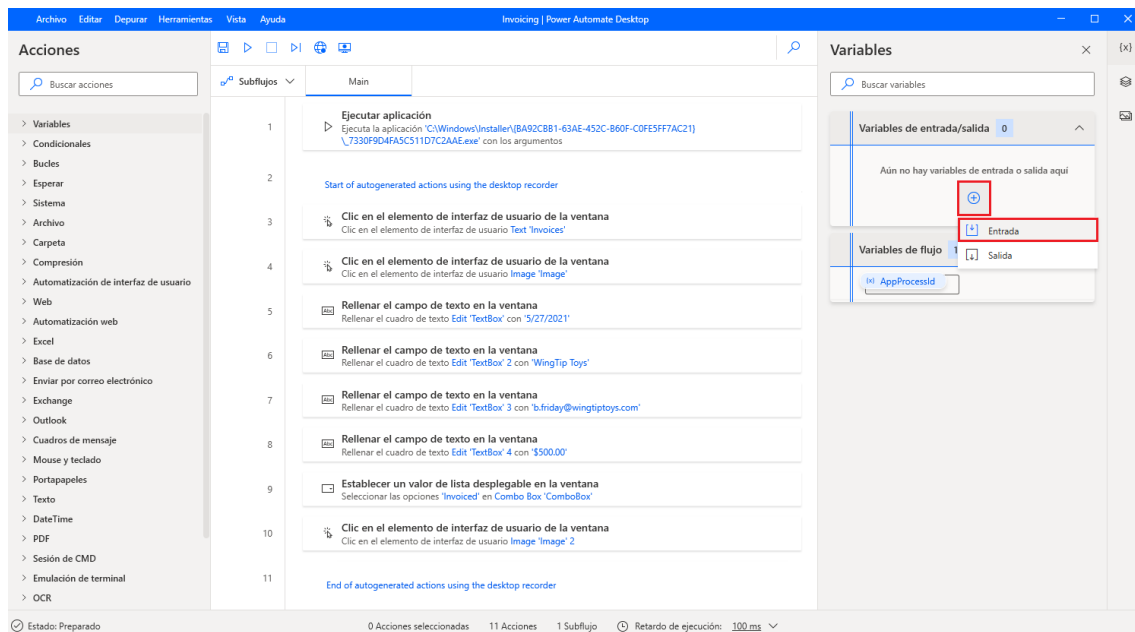 Archivo Editar Depurar Herramientas Vista Ayuda
Invoicing | Power Automate Desktop
Acciones
Buscar acciones
Variables
Condicionales
Bucles
Esperar
Sistema
Archivo
Carpeta
Compresión
Automatización de interfaz de usuario
Web
Automatización web
Excel
Base de datos
Enviar por correo electrónico
Exchange
Outlook
Cuadros de mensaje
Mouse y teclado
Portapapeles
Texto
DateTime
PDF
Sesión de CMD
Emulación de terminal
OCR
Subflujos
Main
1
Ejecutar aplicación
Ejecuta la aplicación 'C:\Windows\Installer\{BA92CBB1-63AE-452C-B60F-C0FE5FF7AC21}
\_7330F9D4FA5C511D7C2AAE.exe' con los argumentos
2
Start of autogenerated actions using the desktop recorder
3
Clic en el elemento de interfaz de usuario de la ventana
Clic en el elemento de interfaz de usuario Text 'Invoices'
4
Clic en el elemento de interfaz de usuario de la ventana
Clic en el elemento de interfaz de usuario Image 'Image'
5
Abc
Rellenar el campo de texto en la ventana
Rellenar el cuadro de texto Edit 'TextBox' con '5/27/2021'
6
Abc
Rellenar el campo de texto en la ventana
Rellenar el cuadro de texto Edit 'TextBox' 2 con 'WingTip Toys'
7
Abc
Rellenar el campo de texto en la ventana
Rellenar el cuadro de texto Edit 'TextBox' 3 con 'b.friday@wingtiptoys.com'
8
Abc
Rellenar el campo de texto en la ventana
Rellenar el cuadro de texto Edit 'TextBox' 4 con '$500.00'
9
Establecer un valor de lista desplegable en la ventana
Seleccionar las opciones 'Invoiced' en Combo Box 'ComboBox'
10
Clic en el elemento de interfaz de usuario de la ventana
Clic en el elemento de interfaz de usuario Image 'Image' 2
11
End of autogenerated actions using the desktop recorder
Variables
{x}
Buscar variables
Variables de entrada/salida 0
Aún no hay variables de entrada o salida aquí
Entrada
Salida
Variables de flujo 1
{x} AppProcessId
Estado: Preparado
0 Acciones seleccionadas 11 Acciones 1 Subflujo Retardo de ejecución: 100 ms